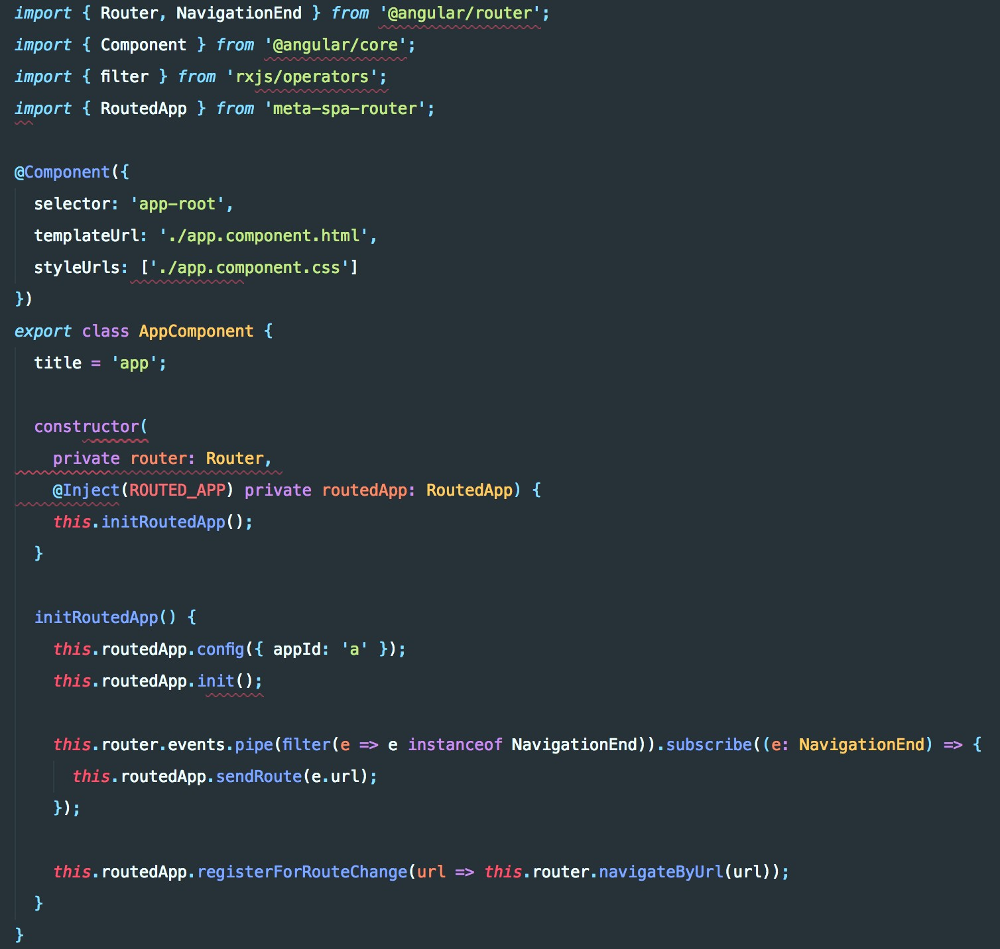 import { Router, NavigationEnd } from '@angular/router';
import { Component } from '@angular/core';
import { filter } from 'rxjs/operators';
import { RoutedApp } from 'meta-spa-router';

@Component({
  selector: 'app-root',
  templateUrl: './app.component.html',
  styleUrls: ['./app.component.css']
})
export class AppComponent {
  title = 'app';

  constructor(
    private router: Router,
    @Inject(ROUTED_APP) private routedApp: RoutedApp) {
    this.initRoutedApp();
  }

  initRoutedApp() {
    this.routedApp.config({ appId: 'a' });
    this.routedApp.init();

    this.router.events.pipe(filter(e => e instanceof NavigationEnd)).subscribe((e: NavigationEnd) => {
      this.routedApp.sendRoute(e.url);
    });

    this.routedApp.registerForRouteChange(url => this.router.navigateByUrl(url));
  }
}